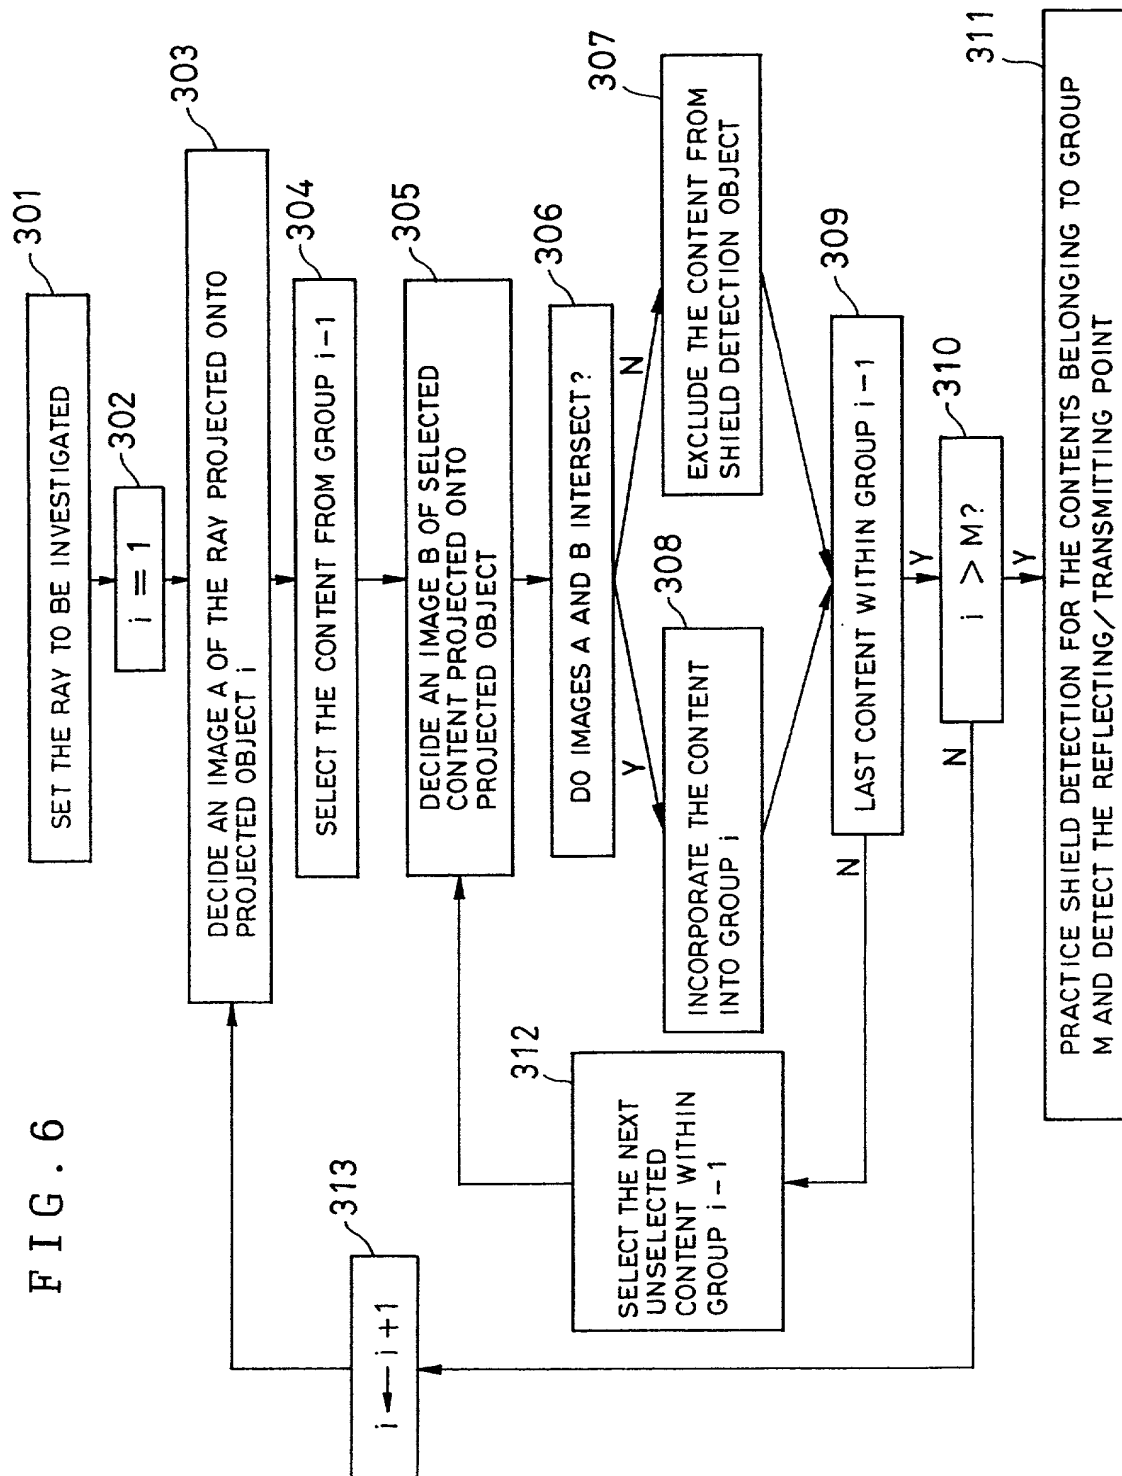 FIG. 6
301
SET THE RAY TO BE INVESTIGATED
302
i = 1
303
DECIDE AN IMAGE A OF THE RAY PROJECTED ONTO
PROJECTED OBJECT i
304
SELECT THE CONTENT FROM GROUP i-1
305
DECIDE AN IMAGE B OF SELECTED
CONTENT PROJECTED ONTO
PROJECTED OBJECT
306
DO IMAGES A AND B INTERSECT?
Y
N
308
INCORPORATE THE CONTENT
INTO GROUP i
307
EXCLUDE THE CONTENT FROM
SHIELD DETECTION OBJECT
309
LAST CONTENT WITHIN GROUP i-1
N
Y
312
SELECT THE NEXT
UNSELECTED
CONTENT WITHIN
GROUP i-1
310
i > M?
N
Y
313
i ← i+1
311
PRACTICE SHIELD DETECTION FOR THE CONTENTS BELONGING TO GROUP
M AND DETECT THE REFLECTING/TRANSMITTING POINT